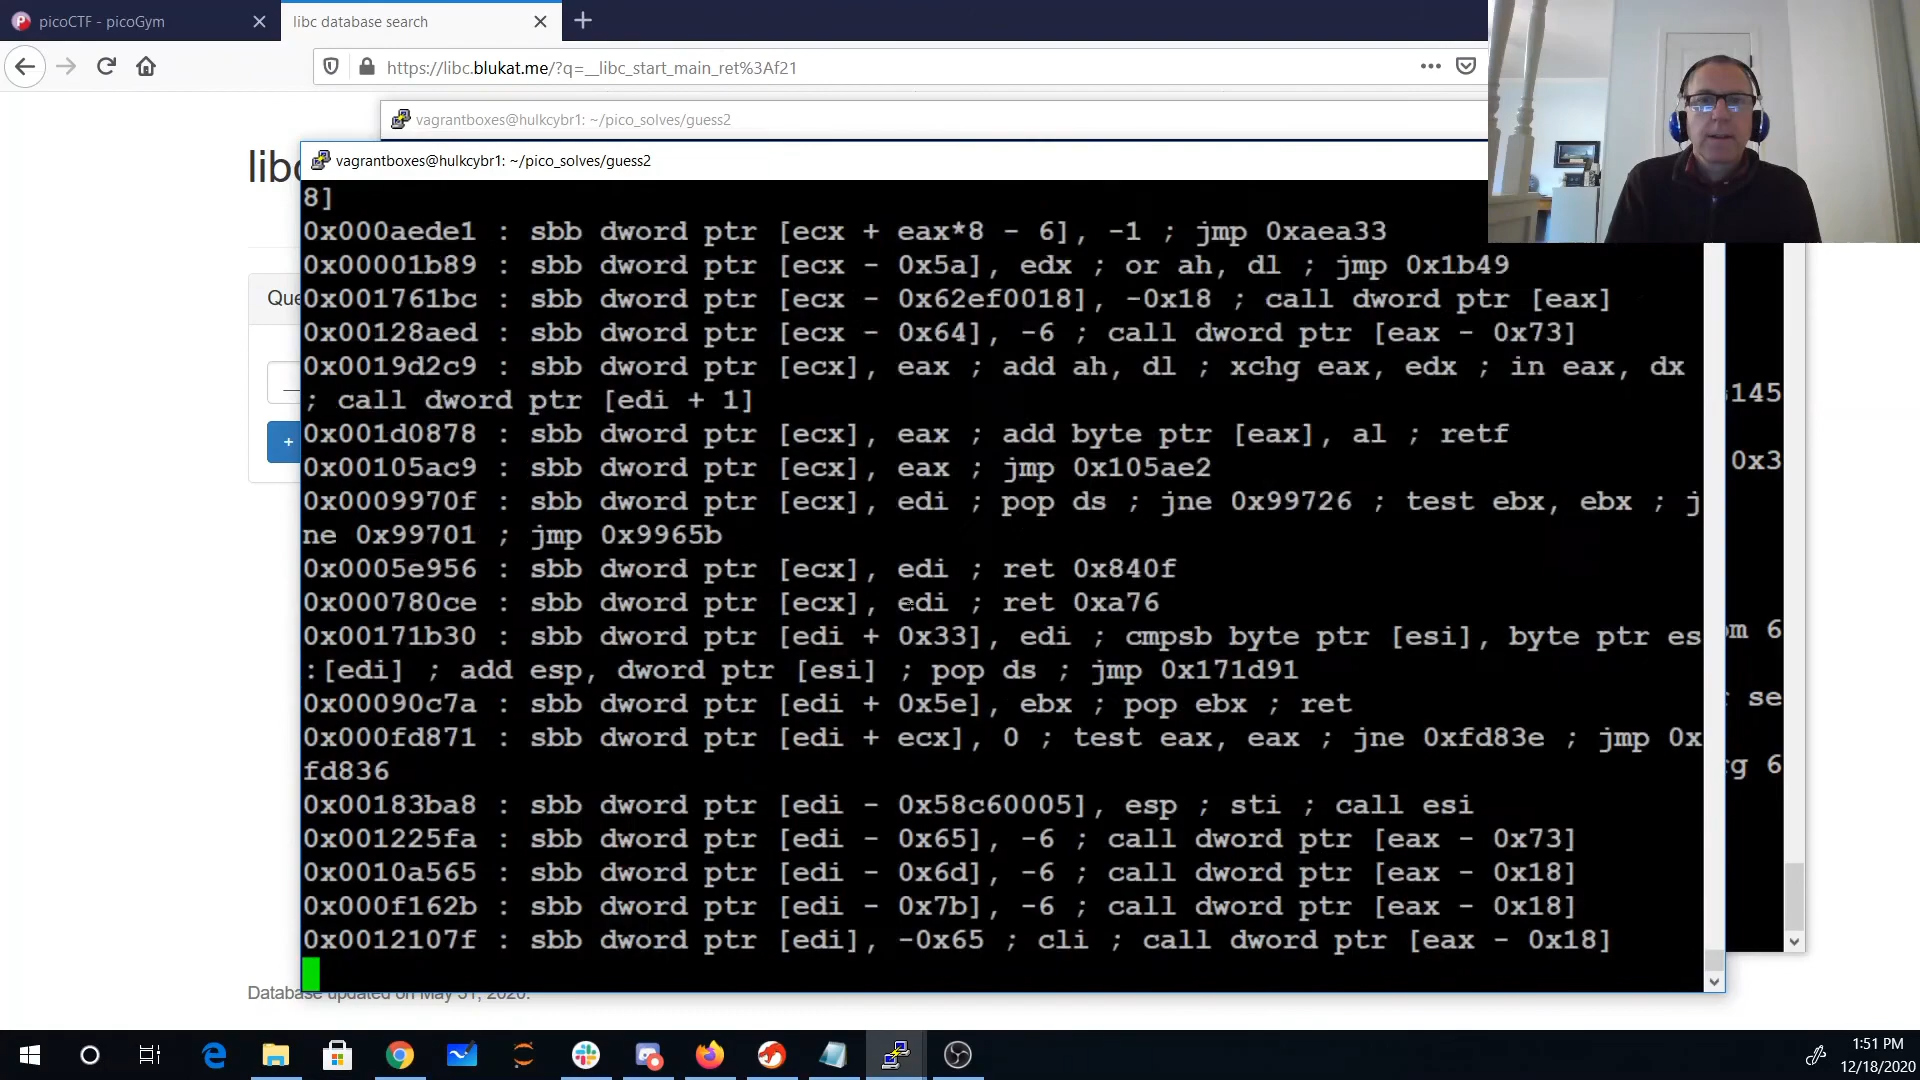 picoCTF - picoGym
libc database search
https://libc.blukat.me/?q=__libc_start_main_ret%3Af21
vagrantboxes@hulkcybr1: ~/pico_solves/guess2
libc
vagrantboxes@hulkcybr1: ~/pico_solves/guess2
8]
0x000aede1 : sbb dword ptr [ecx + eax*8 - 6], -1 ; jmp 0xaea33
0x00001b89 : sbb dword ptr [ecx - 0x5a], edx ; or ah, dl ; jmp 0x1b49
0x001761bc : sbb dword ptr [ecx - 0x62ef0018], -0x18 ; call dword ptr [eax]
0x00128aed : sbb dword ptr [ecx - 0x64], -6 ; call dword ptr [eax - 0x73]
0x0019d2c9 : sbb dword ptr [ecx], eax ; add ah, dl ; xchg eax, edx ; in eax, dx
; call dword ptr [edi + 1]
0x001d0878 : sbb dword ptr [ecx], eax ; add byte ptr [eax], al ; retf
0x00105ac9 : sbb dword ptr [ecx], eax ; jmp 0x105ae2
0x0009970f : sbb dword ptr [ecx], edi ; pop ds ; jne 0x99726 ; test ebx, ebx ; j
ne 0x99701 ; jmp 0x9965b
0x0005e956 : sbb dword ptr [ecx], edi ; ret 0x840f
0x000780ce : sbb dword ptr [ecx], edi ; ret 0xa76
0x00171b30 : sbb dword ptr [edi + 0x33], edi ; cmpsb byte ptr [esi], byte ptr es
:[edi] ; add esp, dword ptr [esi] ; pop ds ; jmp 0x171d91
0x00090c7a : sbb dword ptr [edi + 0x5e], ebx ; pop ebx ; ret
0x000fd871 : sbb dword ptr [edi + ecx], 0 ; test eax, eax ; jne 0xfd83e ; jmp 0x
fd836
0x00183ba8 : sbb dword ptr [edi - 0x58c60005], esp ; sti ; call esi
0x001225fa : sbb dword ptr [edi - 0x65], -6 ; call dword ptr [eax - 0x73]
0x0010a565 : sbb dword ptr [edi - 0x6d], -6 ; call dword ptr [eax - 0x18]
0x000f162b : sbb dword ptr [edi - 0x7b], -6 ; call dword ptr [eax - 0x18]
0x0012107f : sbb dword ptr [edi], -0x65 ; cli ; call dword ptr [eax - 0x18]
Que
+
145
0x3
m 6
se
g 6
Database updated on May 31, 2020.
1:51 PM
12/18/2020